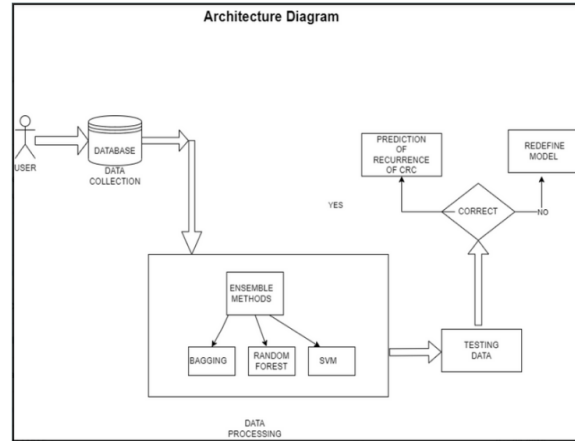 Architecture Diagram
USER
DATABASE
DATA
COLLECTION
PREDICTION
OF
RECURRENCE
OF CRC
REDEFINE
MODEL
YES
CORRECT
NO
ENSEMBLE
METHODS
BAGGING
RANDOM
FOREST
SVM
TESTING
DATA
DATA
PROCESSING